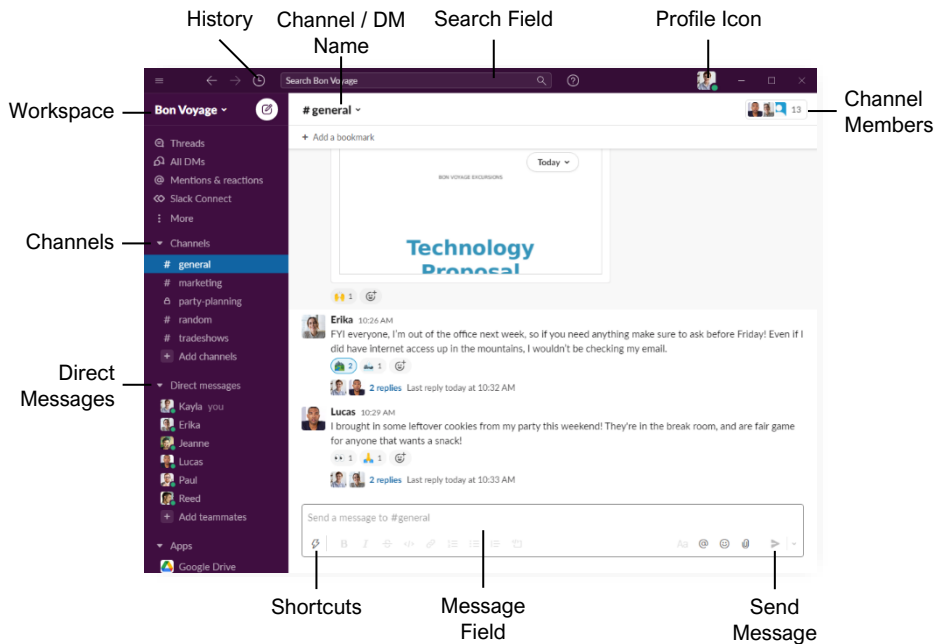 History
Channel / DM
Name
Search Field
Profile Icon
Search Bon Voyage
Workspace
Bon Voyage
# general
13
Channel
Members
+ Add a bookmark
Threads
All DMs
@ Mentions & reactions
Slack Connect
More
Today
BON VOYAGE EXCURSIONS
Technology
Proposal
Channels
Channels
# general
# marketing
party-planning
# random
# tradeshows
+ Add channels
1
Erika 10:26 AM
FYI everyone, I'm out of the office next week, so if you need anything make sure to ask before Friday! Even if I
did have internet access up in the mountains, I wouldn't be checking my email.
2 1
2 replies Last reply today at 10:32 AM
Direct
Messages
Direct messages
Kayla you
Erika
Jeanne
Lucas
Paul
Reed
+ Add teammates
Lucas 10:29 AM
I brought in some leftover cookies from my party this weekend! They're in the break room, and are fair game
for anyone that wants a snack!
1 1
2 replies Last reply today at 10:33 AM
Apps
Google Drive
Send a message to #general
B I S </> Aa @
Shortcuts
Message
Field
Send
Message